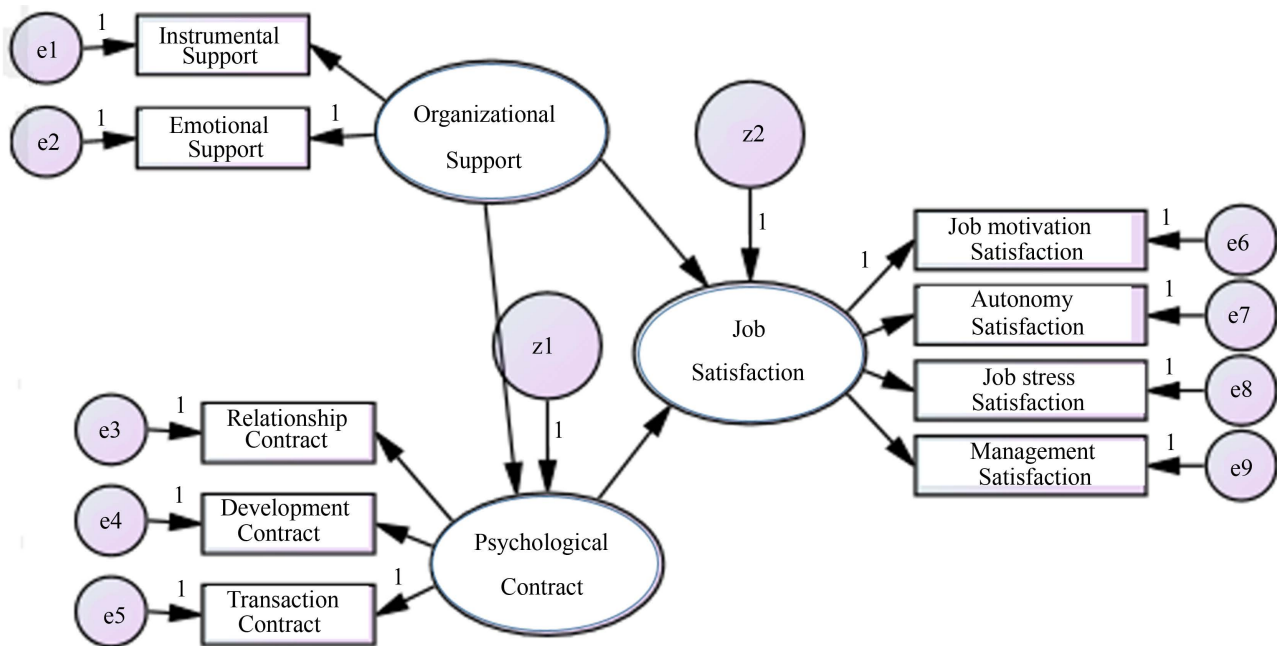 e1
1
Instrumental
Support
e2
1
Emotional
Support
1
Organizational
Support
z2
1
z1
1
Job
Satisfaction
1
Job motivation
Satisfaction
1
e6
Autonomy
Satisfaction
1
e7
Job stress
Satisfaction
1
e8
Management
Satisfaction
1
e9
e3
1
Relationship
Contract
e4
1
Development
Contract
e5
1
Transaction
Contract
1
Psychological
Contract